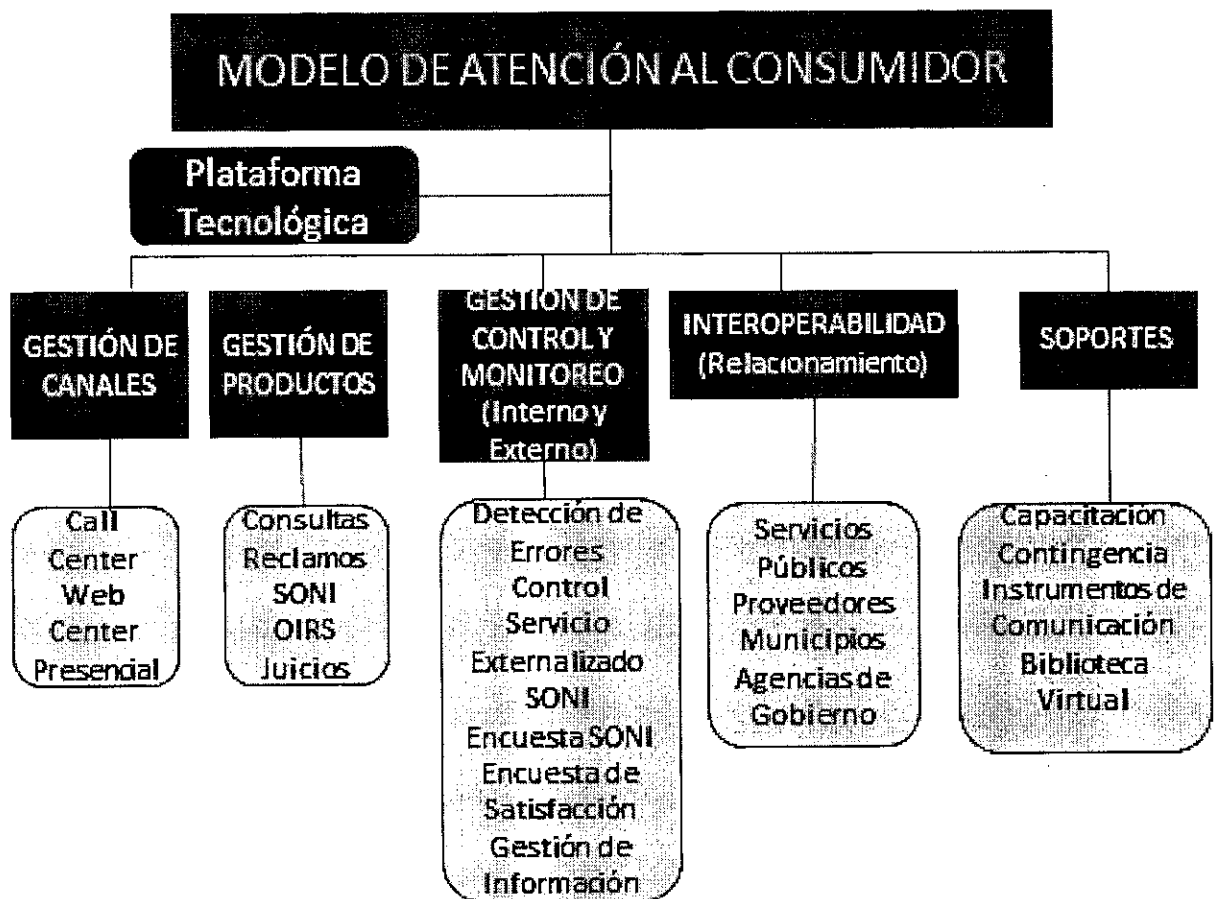 MODELO DE ATENCIÓN AL CONSUMIDOR
Plataforma
Tecnológica
GESTIÓN DE
CANALES
GESTIÓN DE
PRODUCTOS
GESTIÓN DE
CONTROL Y
MONITOREO
(Interno y
Externo)
INTEROPERABILIDAD
(Relacionamiento)
SOPORTES
Call
Center
Web
Center
Presencial
Consultas
Reclamos
SONI
OIRS
Juicios
Detección de
Errores
Control
Servicio
Externalizado
SONI
Encuesta SONI
Encuesta de
Satisfacción
Gestión de
Información
Servicios
Públicos
Proveedores
Municipios
Agencias de
Gobierno
Capacitación
Contingencia
Instrumentos de
Comunicación
Biblioteca
Virtual